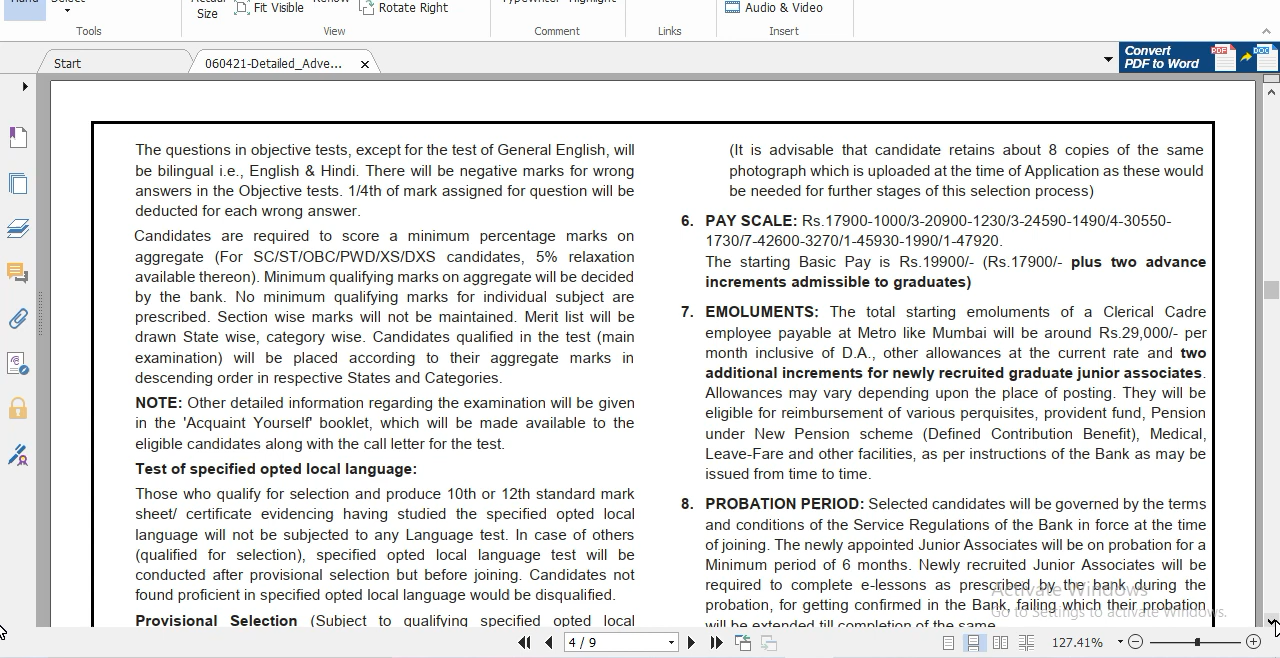 Size
Fit Visible
Rotate Right
Audio & Video
Tools
View
Comment
Links
Insert
Start
060421-Detailed_Adve...
Convert
PDF to Word
PDF
DOC
The questions in objective tests, except for the test of General English, will
be bilingual i.e., English & Hindi. There will be negative marks for wrong
answers in the Objective tests. 1/4th of mark assigned for question will be
deducted for each wrong answer.
Candidates are required to score a minimum percentage marks on
aggregate (For SC/ST/OBC/PWD/XS/DXS candidates, 5% relaxation
available thereon). Minimum qualifying marks on aggregate will be decided
by the bank. No minimum qualifying marks for individual subject are
prescribed. Section wise marks will not be maintained. Merit list will be
drawn State wise, category wise. Candidates qualified in the test (main
examination) will be placed according to their aggregate marks in
descending order in respective States and Categories.
NOTE: Other detailed information regarding the examination will be given
in the 'Acquaint Yourself' booklet, which will be made available to the
eligible candidates along with the call letter for the test.
Test of specified opted local language:
Those who qualify for selection and produce 10th or 12th standard mark
sheet/ certificate evidencing having studied the specified opted local
language will not be subjected to any Language test. In case of others
(qualified for selection), specified opted local language test will be
conducted after provisional selection but before joining. Candidates not
found proficient in specified opted local language would be disqualified.
Provisional Selection (Subject to qualifying specified opted local
(It is advisable that candidate retains about 8 copies of the same
photograph which is uploaded at the time of Application as these would
be needed for further stages of this selection process)
6. PAY SCALE: Rs.17900-1000/3-20900-1230/3-24590-1490/4-30550-
1730/7-42600-3270/1-45930-1990/1-47920.
The starting Basic Pay is Rs.19900/- (Rs.17900/- plus two advance
increments admissible to graduates)
7. EMOLUMENTS: The total starting emoluments of a Clerical Cadre
employee payable at Metro like Mumbai will be around Rs.29,000/- per
month inclusive of D.A., other allowances at the current rate and two
additional increments for newly recruited graduate junior associates.
Allowances may vary depending upon the place of posting. They will be
eligible for reimbursement of various perquisites, provident fund, Pension
under New Pension scheme (Defined Contribution Benefit), Medical,
Leave-Fare and other facilities, as per instructions of the Bank as may be
issued from time to time.
8. PROBATION PERIOD: Selected candidates will be governed by the terms
and conditions of the Service Regulations of the Bank in force at the time
of joining. The newly appointed Junior Associates will be on probation for a
Minimum period of 6 months. Newly recruited Junior Associates will be
required to complete e-lessons as prescribed by the bank during the
probation, for getting confirmed in the Bank, failing which their probation
will be extended till completion of the same
Activate Windows
Go to Settings to activate Windows.
4 / 9
127.41%